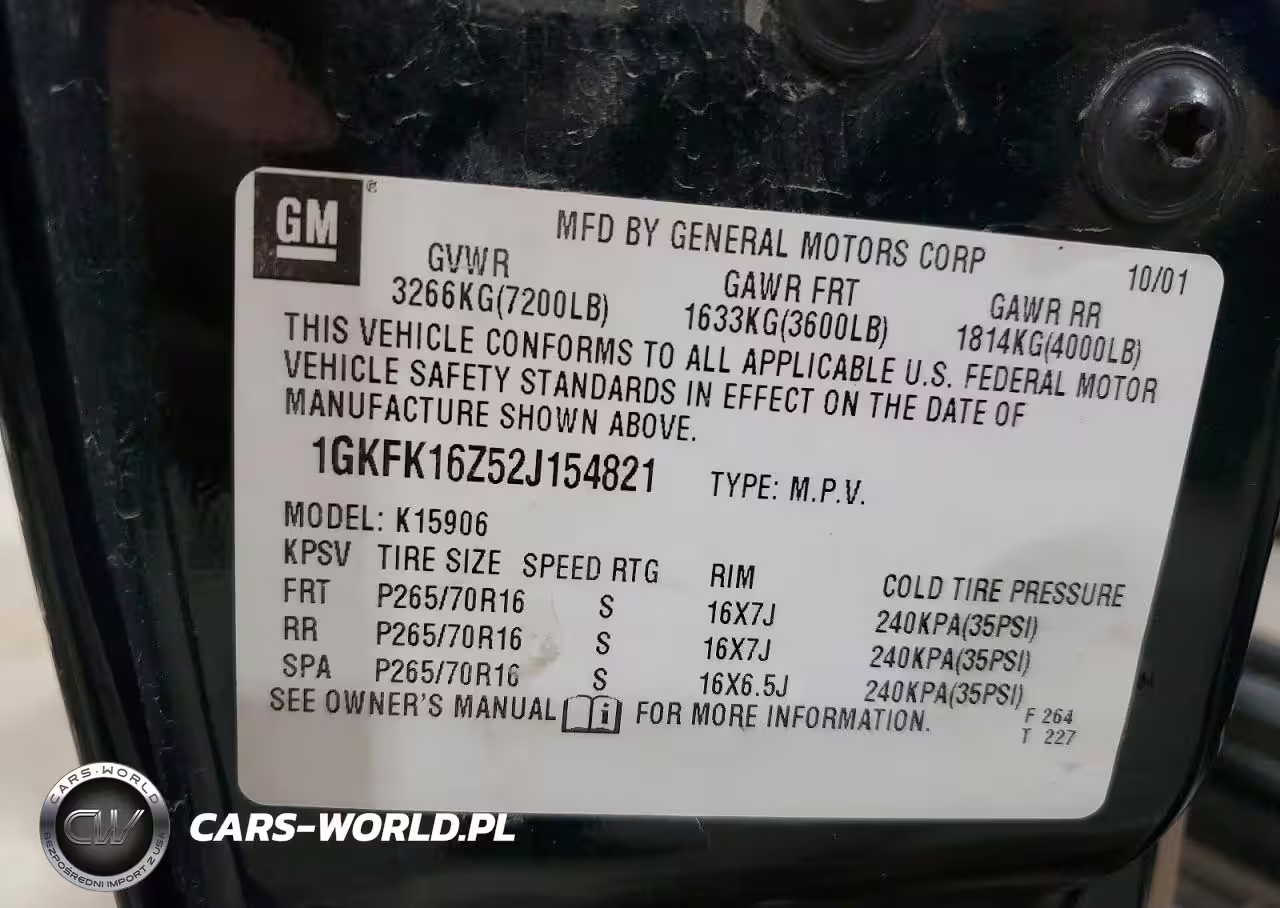 GM
MFD BY GENERAL MOTORS CORP 10/01
GVWR GAWR FRT GAWR RR
3266KG(7200LB) 1633KG(3600LB) 1814KG(4000LB)
THIS VEHICLE CONFORMS TO ALL APPLICABLE U.S. FEDERAL MOTOR
VEHICLE SAFETY STANDARDS IN EFFECT ON THE DATE OF
MANUFACTURE SHOWN ABOVE.
1GKFK16Z52J154821 TYPE: M.P.V.
MODEL: K15906
KPSV TIRE SIZE SPEED RTG RIM COLD TIRE PRESSURE
FRT P265/70R16 S 16X7J 240KPA(35PSI)
RR P265/70R16 S 16X7J 240KPA(35PSI)
SPA P265/70R16 S 16X6.5J 240KPA(35PSI)
SEE OWNER'S MANUAL i FOR MORE INFORMATION.
F 264
T 227
CARS-WORLD
CW
BEZPOŚREDNI IMPORT Z USA
CARS-WORLD.PL